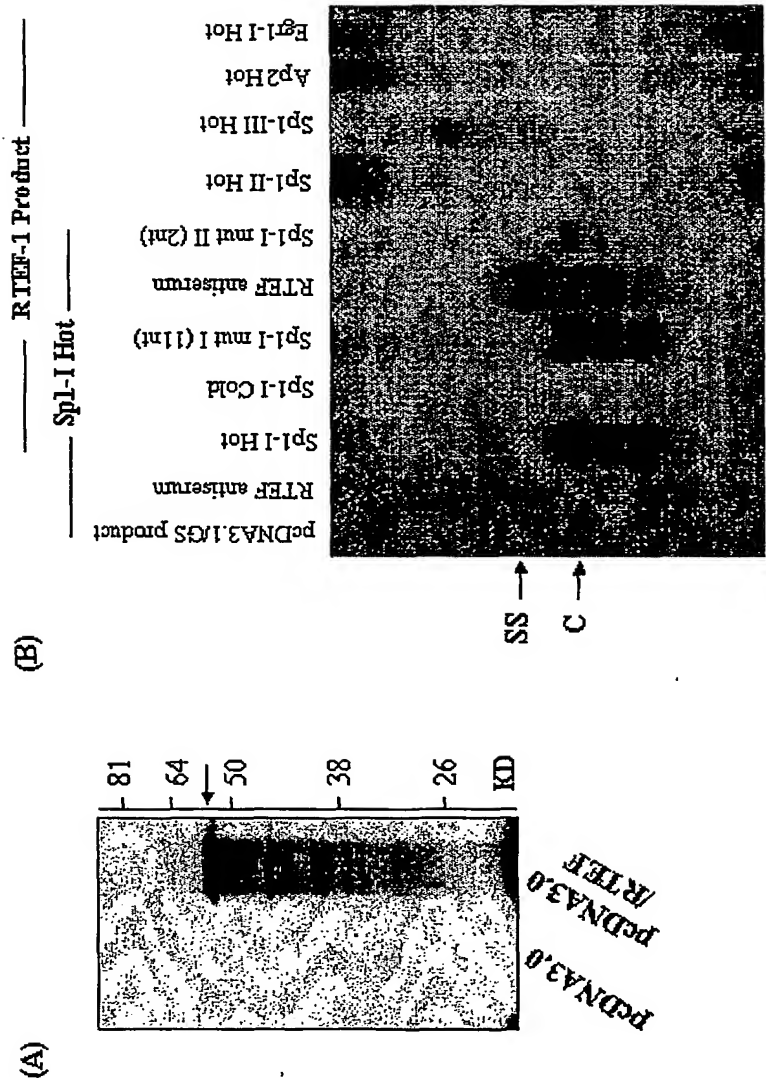 (A)
81
64
50
38
26
KD
pcDNA3.0
pcDNA3.0
/RTEF
(B)
RTEF-1 Product
Sp1-I Hot
pcDNA3.1/GS product
RTEF antiserum
Sp1-I Hot
Sp1-I Cold
Sp1-I mut I (11nt)
RTEF antiserum
Sp1-I mut II (2nt)
Sp1-II Hot
Sp1-III Hot
Ap2 Hot
Egr1-I Hot
SS
C